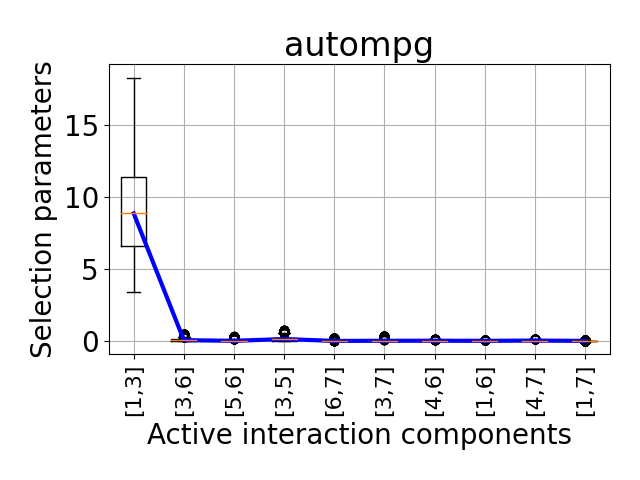 autompg
Selection parameters
15
10
5
0
[1,3] [3,6] [5,6] [3,5] [6,7] [3,7] [4,6] [1,6] [4,7] [1,7]
Active interaction components